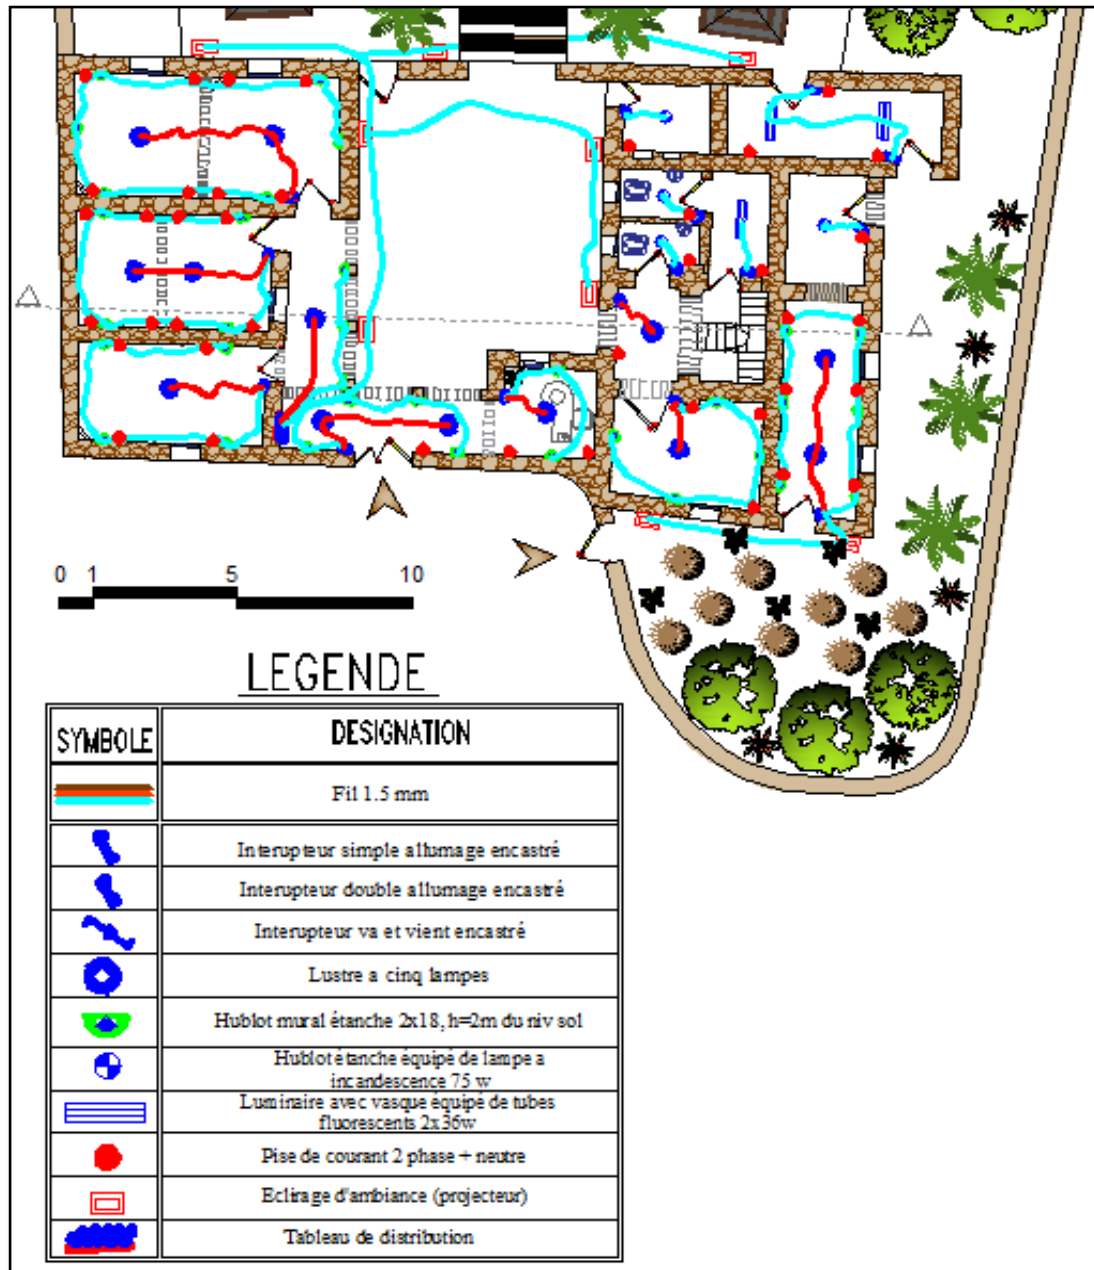 0 1 5 10
LEGENDE
SYMBOLE DESIGNATION
Fil 1.5 mm
Interupteur simple allumage encastré
Interupteur double allumage encastré
Interupteur va et vient encastré
Lustre a cinq lampes
Hublot mural étanche 2x18, h=2m du niv sol
Hublot étanche équipé de lampe a
incandescence 75 w
Luminaire avec vasque équipé de tubes
fluorescents 2x36w
Pise de courant 2 phase + neutre
Eclirage d'ambiance (projecteur)
Tableau de distribution